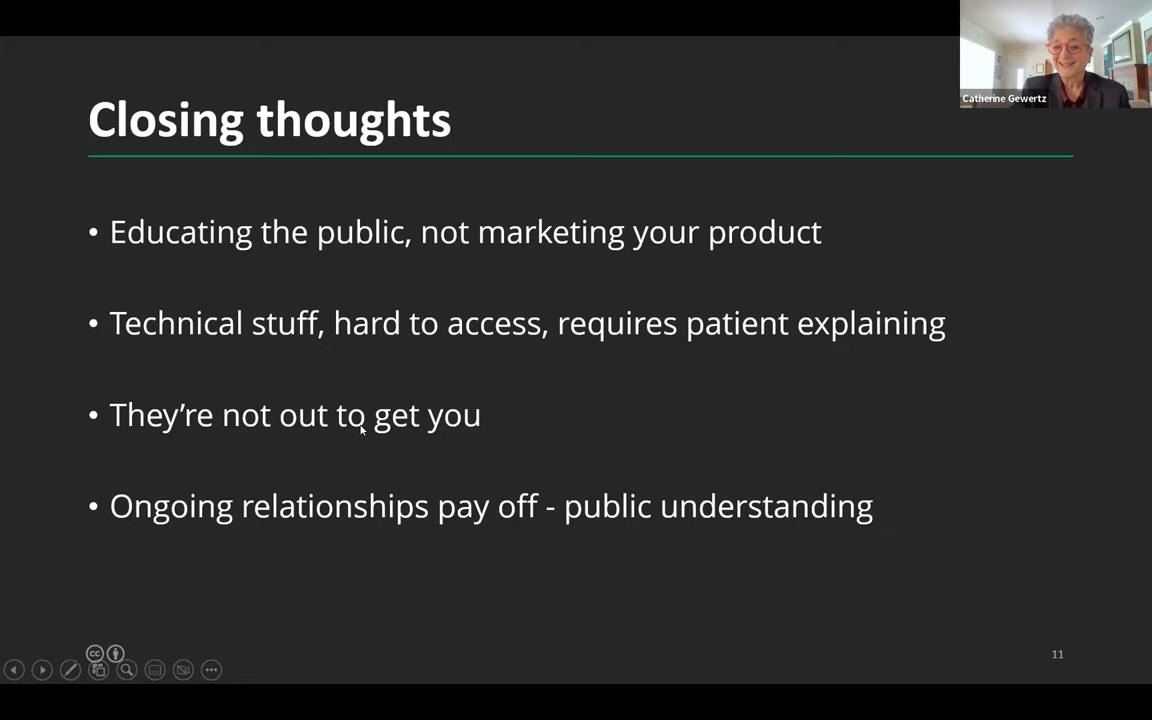 Catherine Gewertz
Closing thoughts
• Educating the public, not marketing your product
• Technical stuff, hard to access, requires patient explaining
• They’re not out to get you
• Ongoing relationships pay off - public understanding
cc
11